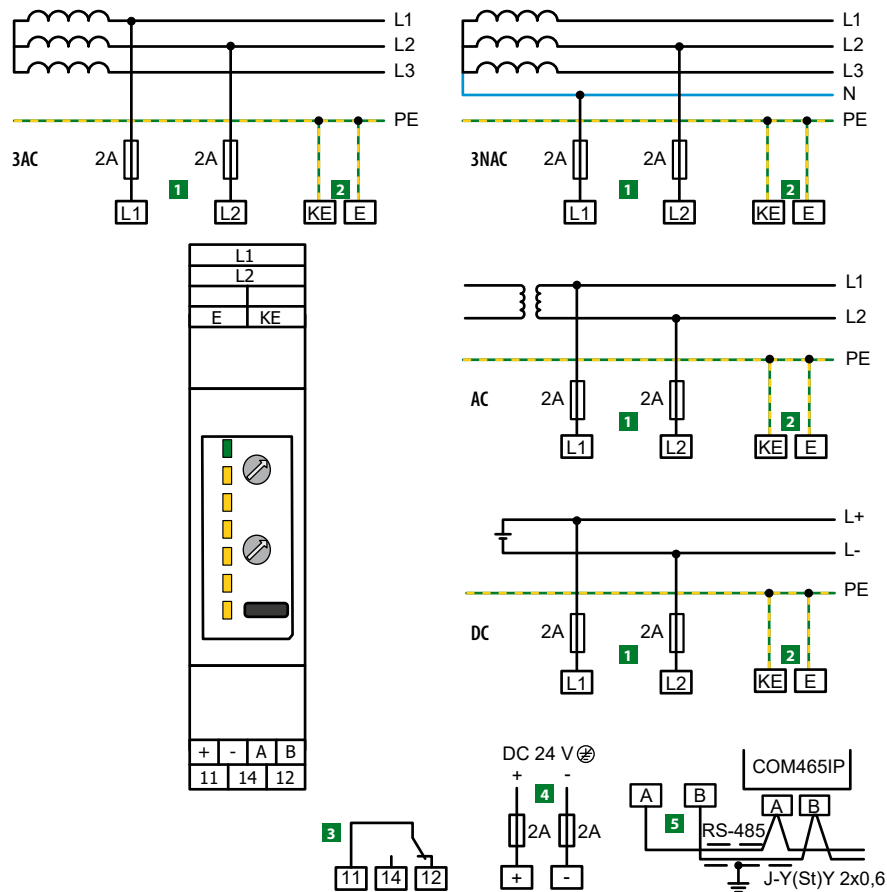 L1
L2
L3
PE
3AC
2A
1
2A
2
L1
L2
KE
E
L1
L2
L3
N
PE
3NAC
2A
1
2A
2
L1
L2
KE
E
L1
L2
E KE
+ - A B
11 14 12
L1
L2
PE
AC
2A
1
2A
2
L1
L2
KE
E
L+
L-
PE
DC
2A
1
2A
2
L1
L2
KE
E
3
11 14 12
DC 24 V
+ -
4
2A 2A
+ -
COM465IP
A B
A B
5
RS-485
J-Y(St)Y 2x0,6